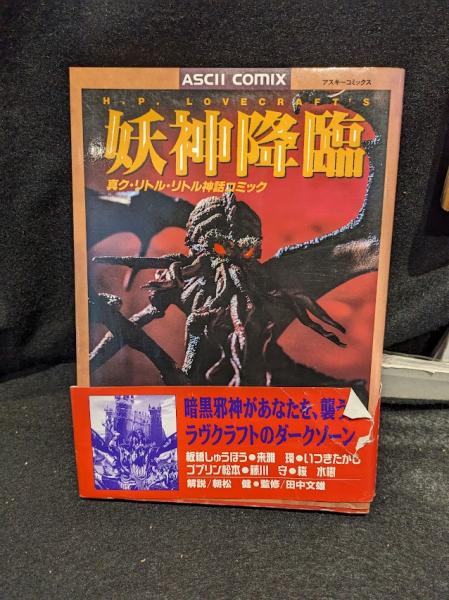 ASCII COMIX
アスキーコミックス
H.P. LOVECRAFT'S
妖神降臨
真ク・リトル・リトル神話コミック
暗黒邪神があなたを、襲う
ラヴクラフトのダークゾーン
板橋しゅうほう●来雅 環●いつきたかし
ゴブリン松本●藤川 守●桜 水樹
解説/朝松 健●監修/田中文雄